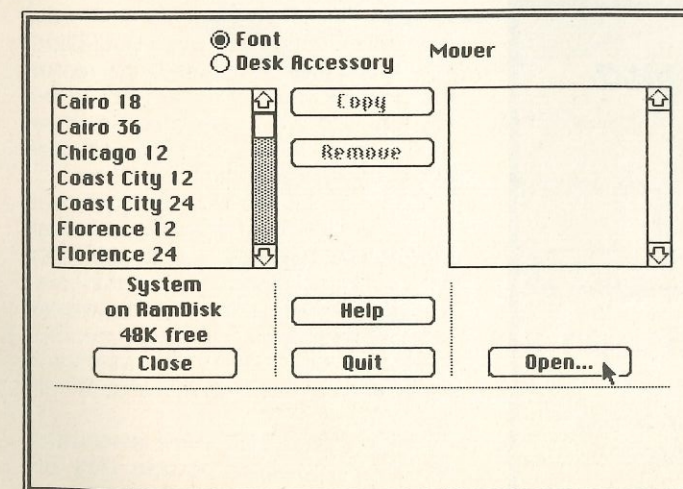 Font
Desk Accessory
Mover
Cairo 18
Cairo 36
Chicago 12
Coast City 12
Coast City 24
Florence 12
Florence 24
Copy
Remove
System
on RamDisk
48K free
Close
Help
Quit
Open...